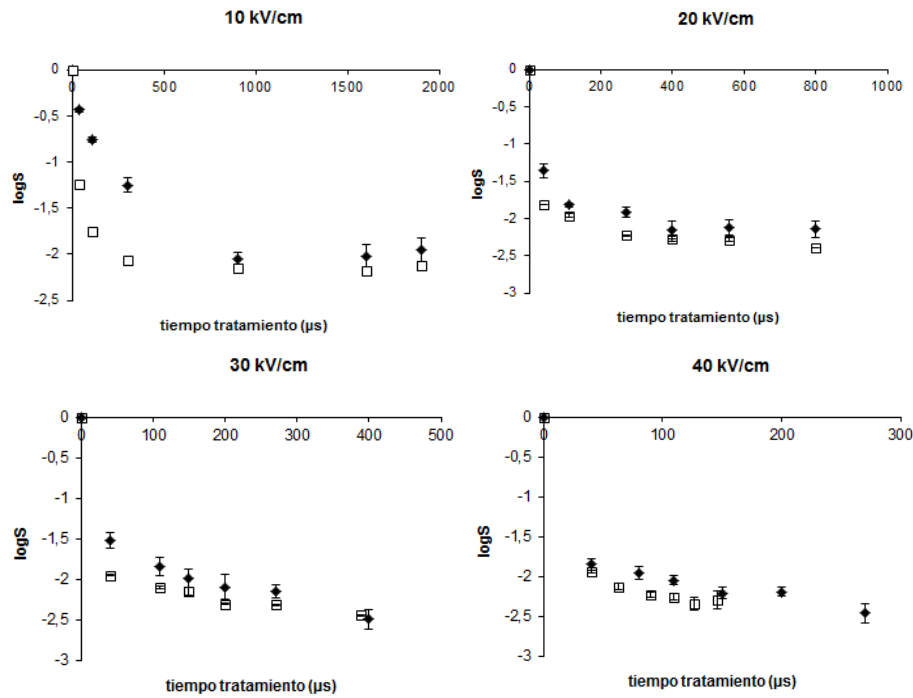 10 kV/cm
0 500 1000 1500 2000
0
-0,5
-1
-1,5
-2
-2,5
logS
tiempo tratamiento (µs)
20 kV/cm
0 200 400 600 800 1000
0
-0,5
-1
-1,5
-2
-2,5
-3
logS
tiempo tratamiento (µs)
30 kV/cm
0 100 200 300 400 500
0
-0,5
-1
-1,5
-2
-2,5
-3
logS
tiempo tratamiento (µs)
40 kV/cm
0 100 200 300
0
-0,5
-1
-1,5
-2
-2,5
-3
logS
tiempo tratamiento (µs)